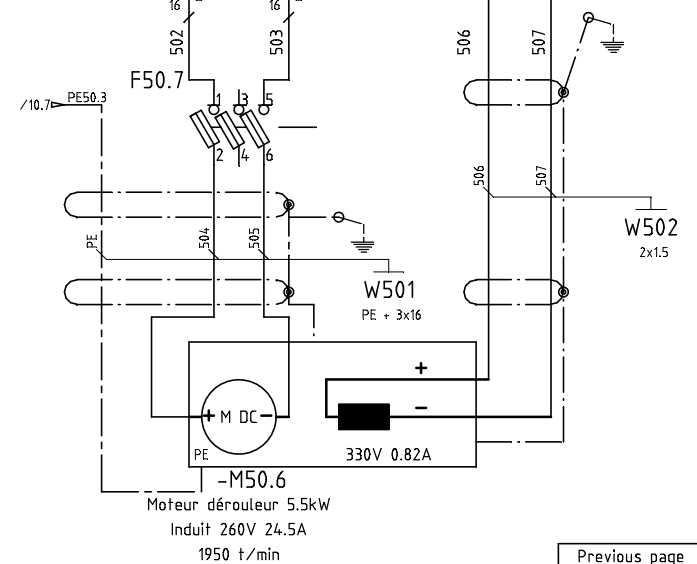 16
16
502
503
506
507
F50.7
1
3
5
/10.7
PE50.3
2
4
6
506
507
W502
2x1.5
PE
504
505
W501
PE + 3x16
+
+ M DC -
-
PE
330V 0.82A
-M50.6
Moteur dérouleur 5.5kW
Induit 260V 24.5A
1950 t/min
Previous page